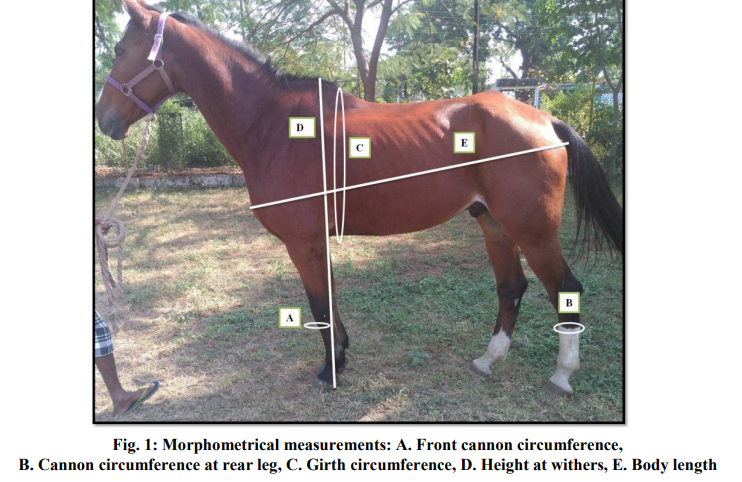 D
C
E
A
B
Fig. 1: Morphometrical measurements: A. Front cannon circumference,
B. Cannon circumference at rear leg, C. Girth circumference, D. Height at withers, E. Body length